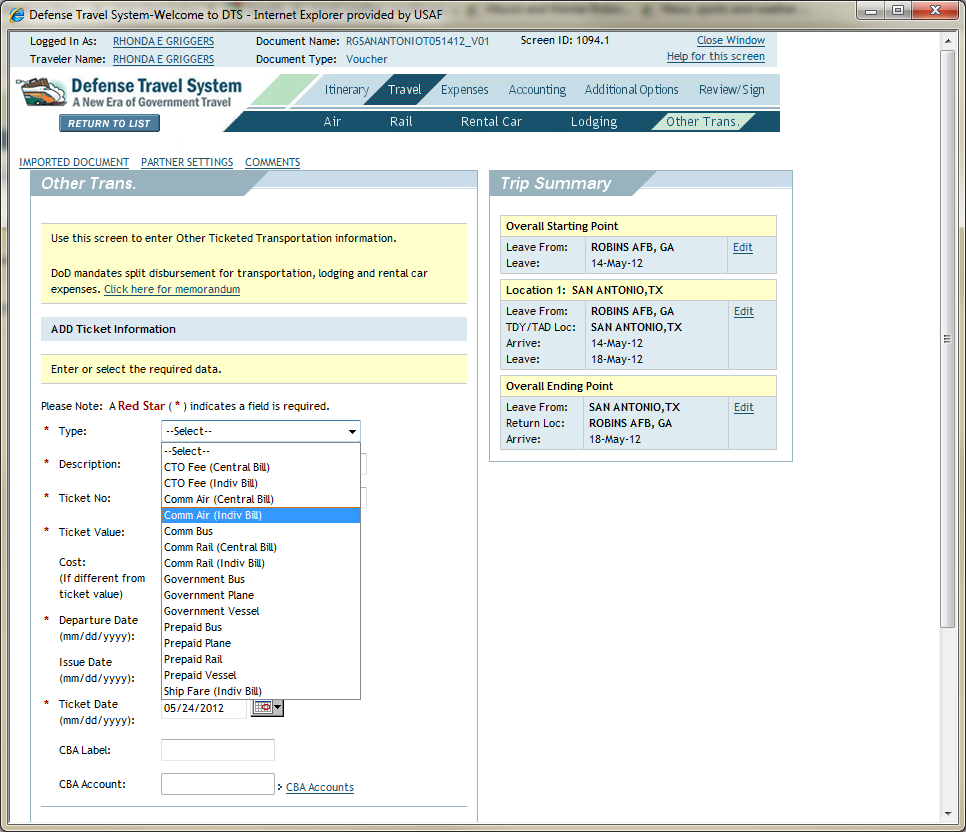 Defense Travel System-Welcome to DTS - Internet Explorer provided by USAF
Logged In As: RHONDA E GRIGGERS Document Name: RGSANANTONIOT051412_V01 Screen ID: 1094.1 Close Window
Traveler Name: RHONDA E GRIGGERS Document Type: Voucher Help for this screen
Defense Travel System
A New Era of Government Travel
RETURN TO LIST
Itinerary Travel Expenses Accounting Additional Options Review/Sign
Air Rail Rental Car Lodging Other Trans.
IMPORTED DOCUMENT PARTNER SETTINGS COMMENTS
Other Trans.
Use this screen to enter Other Ticketed Transportation information.
DoD mandates split disbursement for transportation, lodging and rental car
expenses. Click here for memorandum
ADD Ticket Information
Enter or select the required data.
Please Note: A Red Star ( * ) indicates a field is required.
* Type: --Select--
--Select--
CTO Fee (Central Bill)
CTO Fee (Indiv Bill)
Comm Air (Central Bill)
Comm Air (Indiv Bill)
Comm Bus
Comm Rail (Central Bill)
Comm Rail (Indiv Bill)
Government Bus
Government Plane
Government Vessel
Prepaid Bus
Prepaid Plane
Prepaid Rail
Prepaid Vessel
Ship Fare (Indiv Bill)
* Description:
* Ticket No:
* Ticket Value:
Cost:
(If different from
ticket value)
* Departure Date
(mm/dd/yyyy):
Issue Date
(mm/dd/yyyy):
* Ticket Date
(mm/dd/yyyy):
05/24/2012
CBA Label:
CBA Account:
CBA Accounts
Trip Summary
Overall Starting Point
Leave From: ROBINS AFB, GA Edit
Leave: 14-May-12
Location 1: SAN ANTONIO,TX
Leave From: ROBINS AFB, GA Edit
TDY/TAD Loc: SAN ANTONIO,TX
Arrive: 14-May-12
Leave: 18-May-12
Overall Ending Point
Leave From: SAN ANTONIO,TX Edit
Return Loc: ROBINS AFB, GA
Arrive: 18-May-12